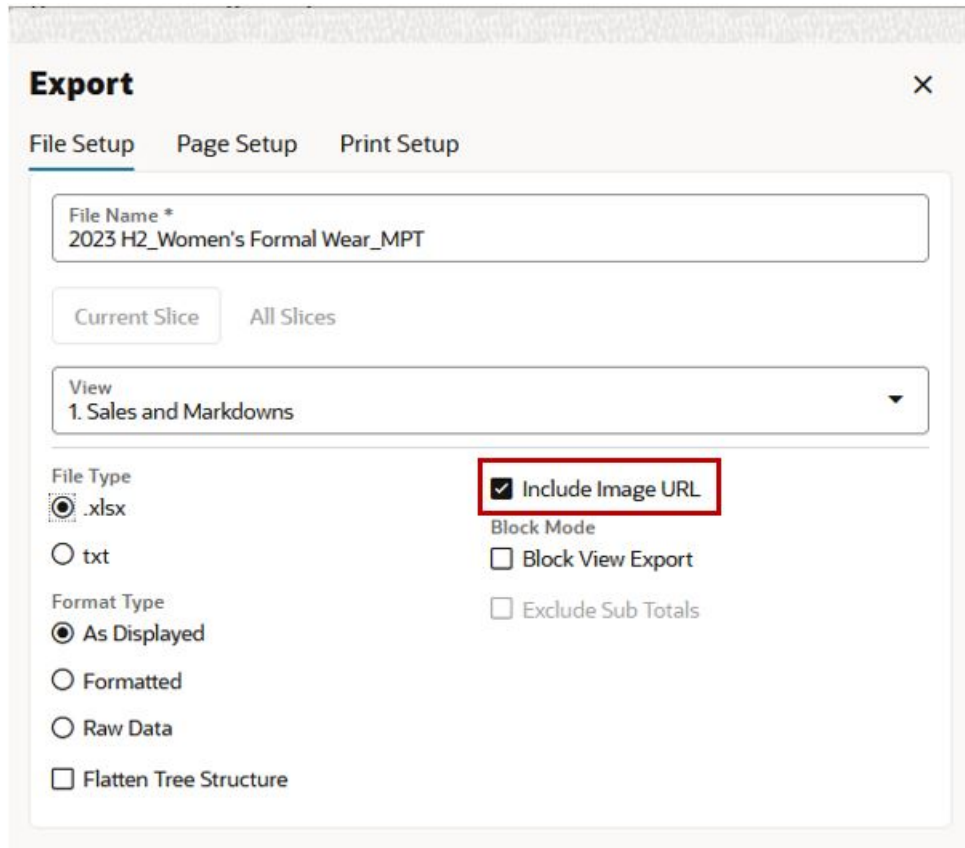 Export
File Setup Page Setup Print Setup
File Name *
2023 H2_Women's Formal Wear_MPT
Current Slice All Slices
View
1. Sales and Markdowns
File Type
.xlsx
txt
Format Type
As Displayed
Formatted
Raw Data
Flatten Tree Structure
Include Image URL
Block Mode
Block View Export
Exclude Sub Totals